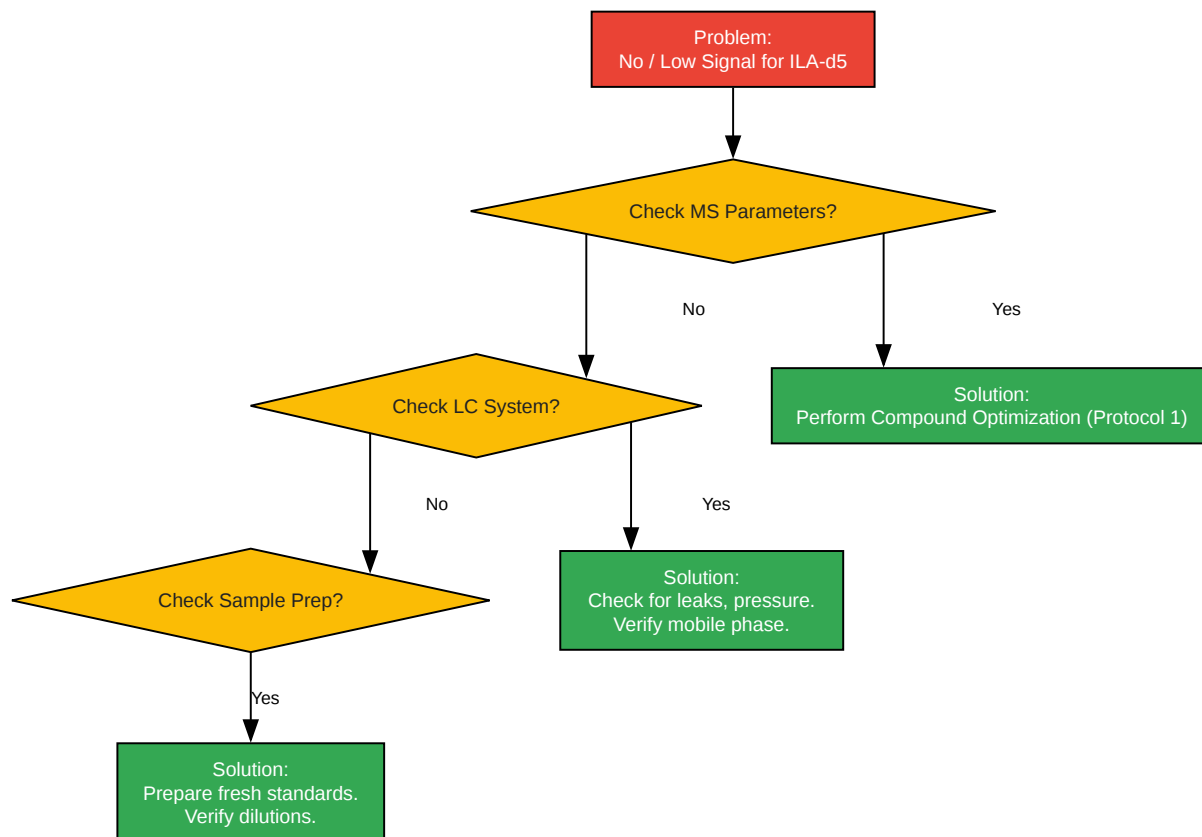 Problem:
No / Low Signal for ILA-d5
Check MS Parameters?
No
Yes
Check LC System?
Solution:
Perform Compound Optimization (Protocol 1)
No
Yes
Check Sample Prep?
Solution:
Check for leaks, pressure.
Verify mobile phase.
Yes
Solution:
Prepare fresh standards.
Verify dilutions.